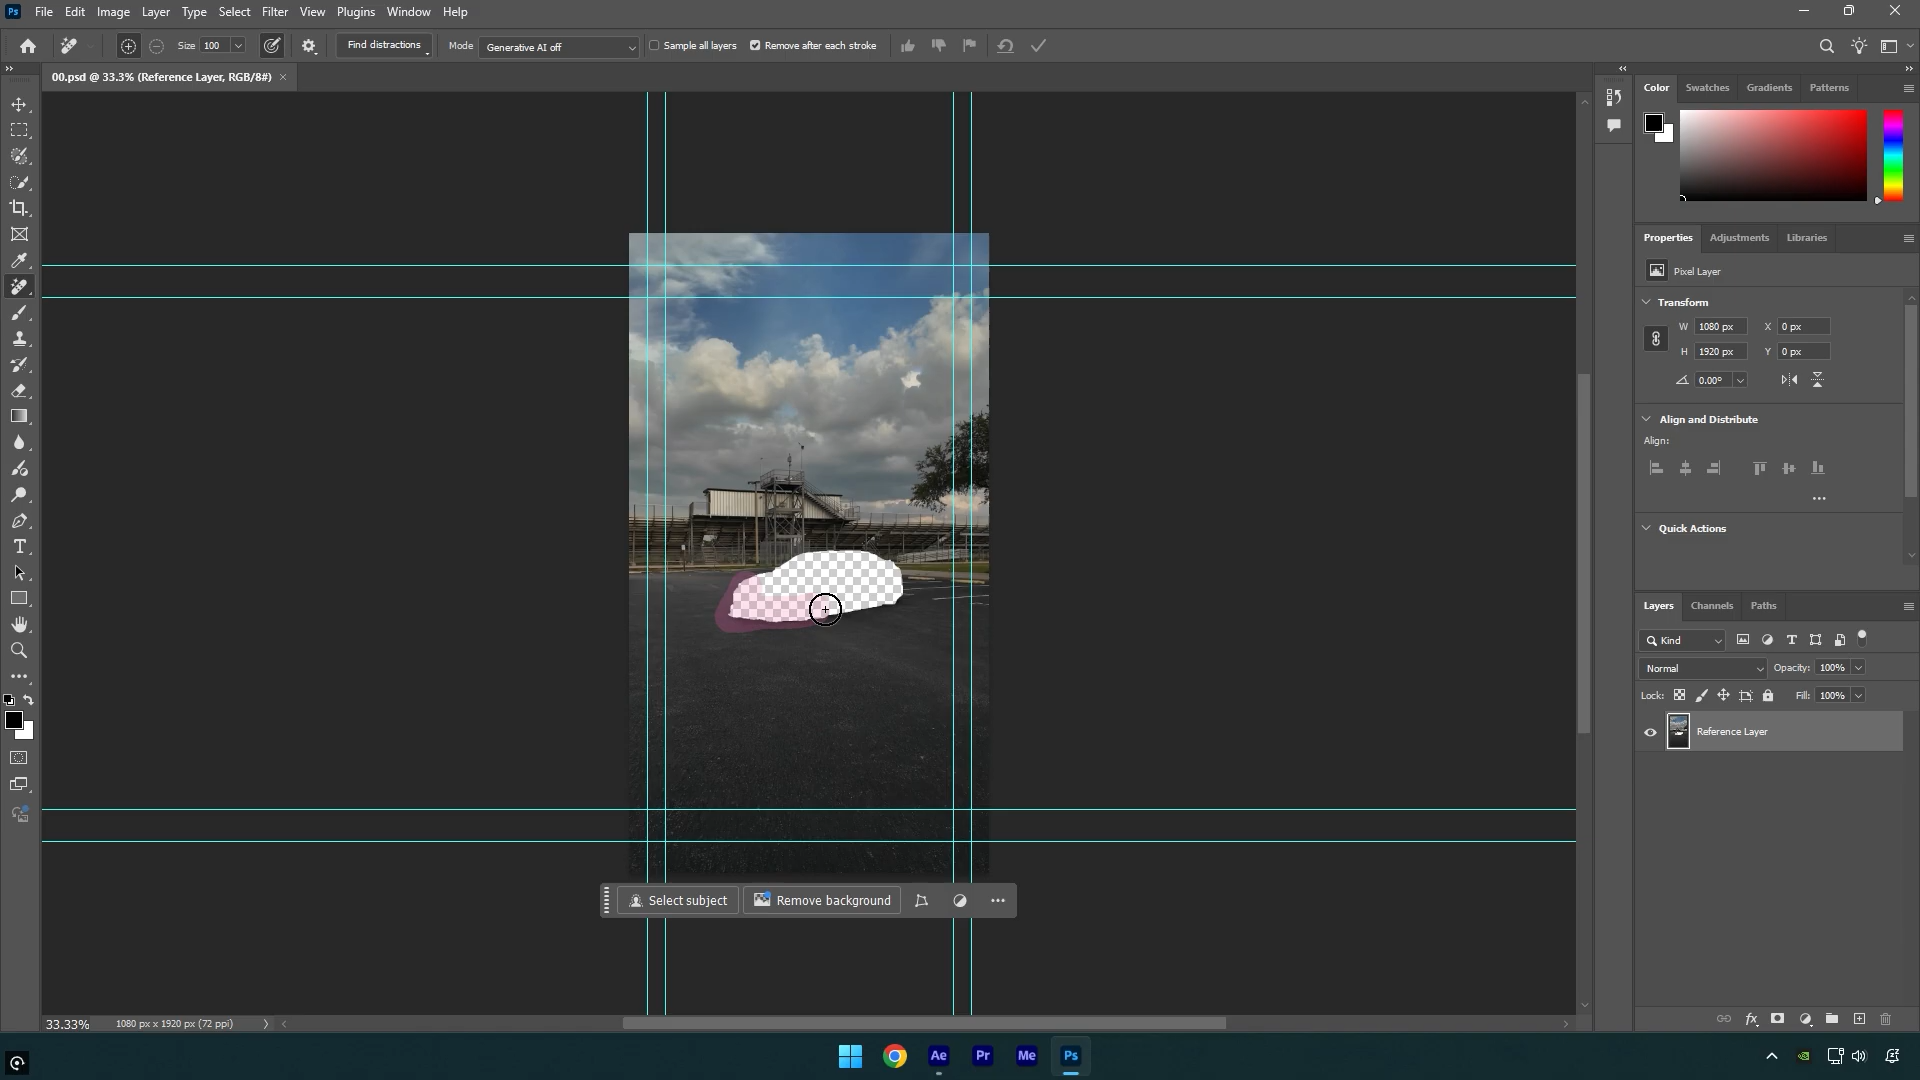 Ps File Edit Image Layer Type Select Filter View Plugins Window Help
Size 100 Find distractions Mode Generative AI off Sample all layers Remove after each stroke
00.psd @ 33.3% (Reference Layer, RGB/8#)
Color Swatches Gradients Patterns
Properties Adjustments Libraries
Pixel Layer
Transform
W 1080 px X 0 px
H 1920 px Y 0 px
0.00°
Align and Distribute
Align:
Quick Actions
Layers Channels Paths
Kind
Normal Opacity: 100%
Lock: Fill: 100%
Reference Layer
Select subject Remove background
33.33% 1080 px x 1920 px (72 ppi)
Ae Pr Me Ps